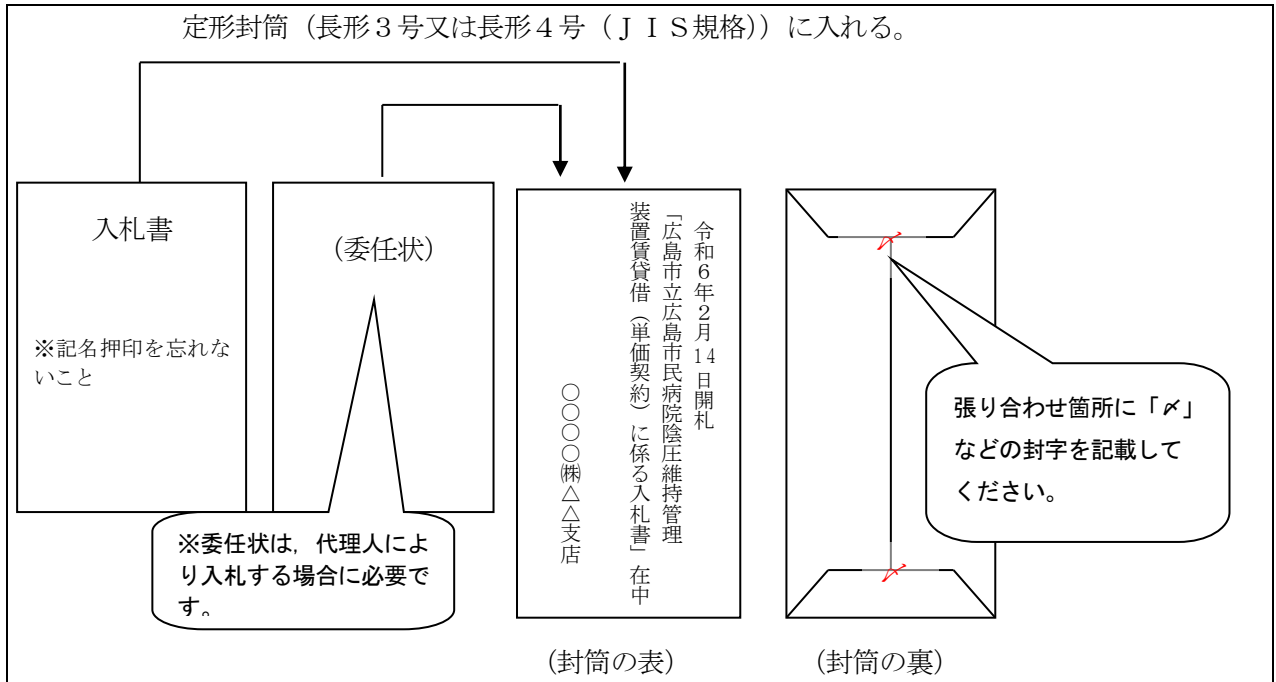 定形封筒（長形３号又は長形４号（ＪＩＳ規格））に入れる。
入札書
※記名押印を忘れな
いこと
（委任状）
※委任状は，代理人によ
り入札する場合に必要で
す。
令和６年２月14日開札
「広島市立広島市民病院陰圧維持管理
装置賃貸借（単価契約）に係る入札書」在中
○○○○㈱△△支店
〆
張り合わせ箇所に「〆」
などの封字を記載して
ください。
〆
（封筒の表）
（封筒の裏）